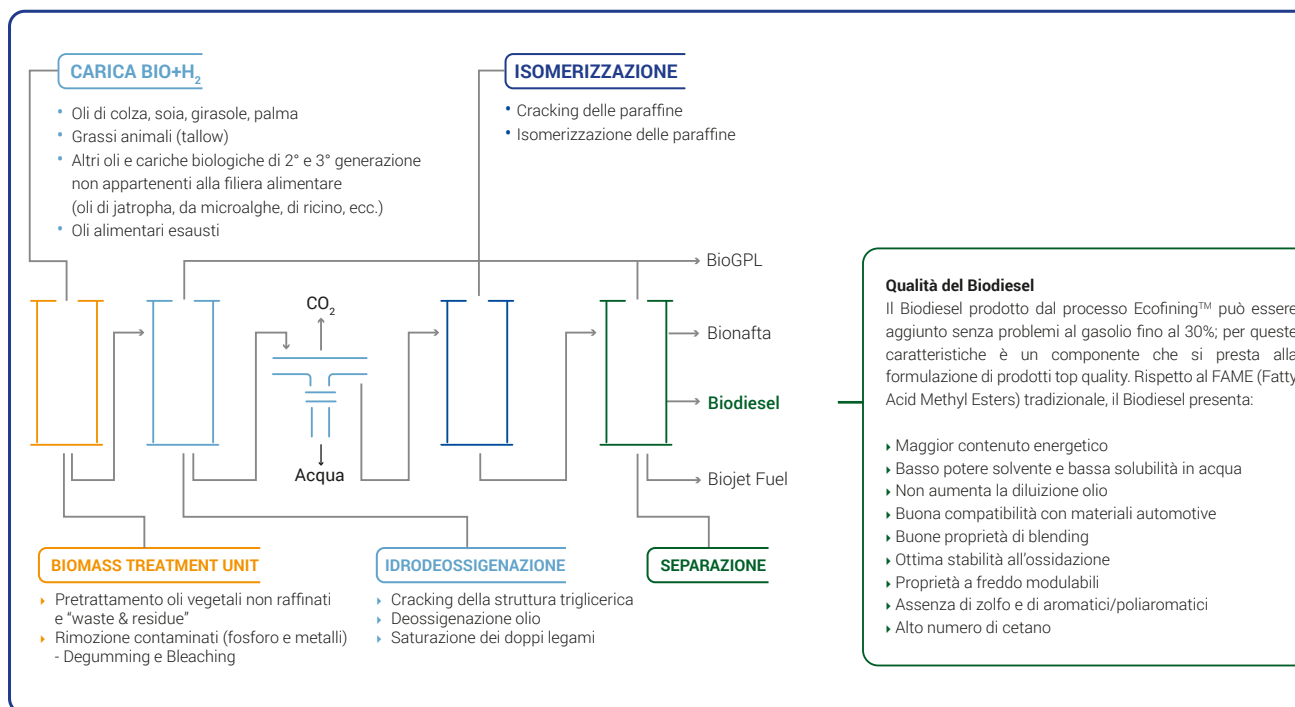 CARICA BIO+H₂
• Oli di colza, soia, girasole, palma
• Grassi animali (tallow)
• Altri oli e cariche biologiche di 2° e 3° generazione
non appartenenti alla filiera alimentare
(oli di jatropha, da microalghe, di ricino, ecc.)
• Oli alimentari esausti
ISOMERIZZAZIONE
• Cracking delle paraffine
• Isomerizzazione delle paraffine
CO₂
Acqua
BioGPL
Bionafta
Biodiesel
Biojet Fuel
BIOMASS TREATMENT UNIT
Pretrattamento oli vegetali non raffinati
e “waste & residue”
Rimozione contaminati (fosforo e metalli)
- Degumming e Bleaching
IDRODEOSSIGENAZIONE
Cracking della struttura triglicerica
Deossigenazione olio
Saturazione dei doppi legami
SEPARAZIONE
Qualità del Biodiesel
Il Biodiesel prodotto dal processo Ecofining™ può essere
aggiunto senza problemi al gasolio fino al 30%; per queste
caratteristiche è un componente che si presta alla
formulazione di prodotti top quality. Rispetto al FAME (Fatty
Acid Methyl Esters) tradizionale, il Biodiesel presenta:
Maggior contenuto energetico
Basso potere solvente e bassa solubilità in acqua
Non aumenta la diluizione olio
Buona compatibilità con materiali automotive
Buone proprietà di blending
Ottima stabilità all’ossidazione
Proprietà a freddo modulabili
Assenza di zolfo e di aromatici/poliaromatici
Alto numero di cetano